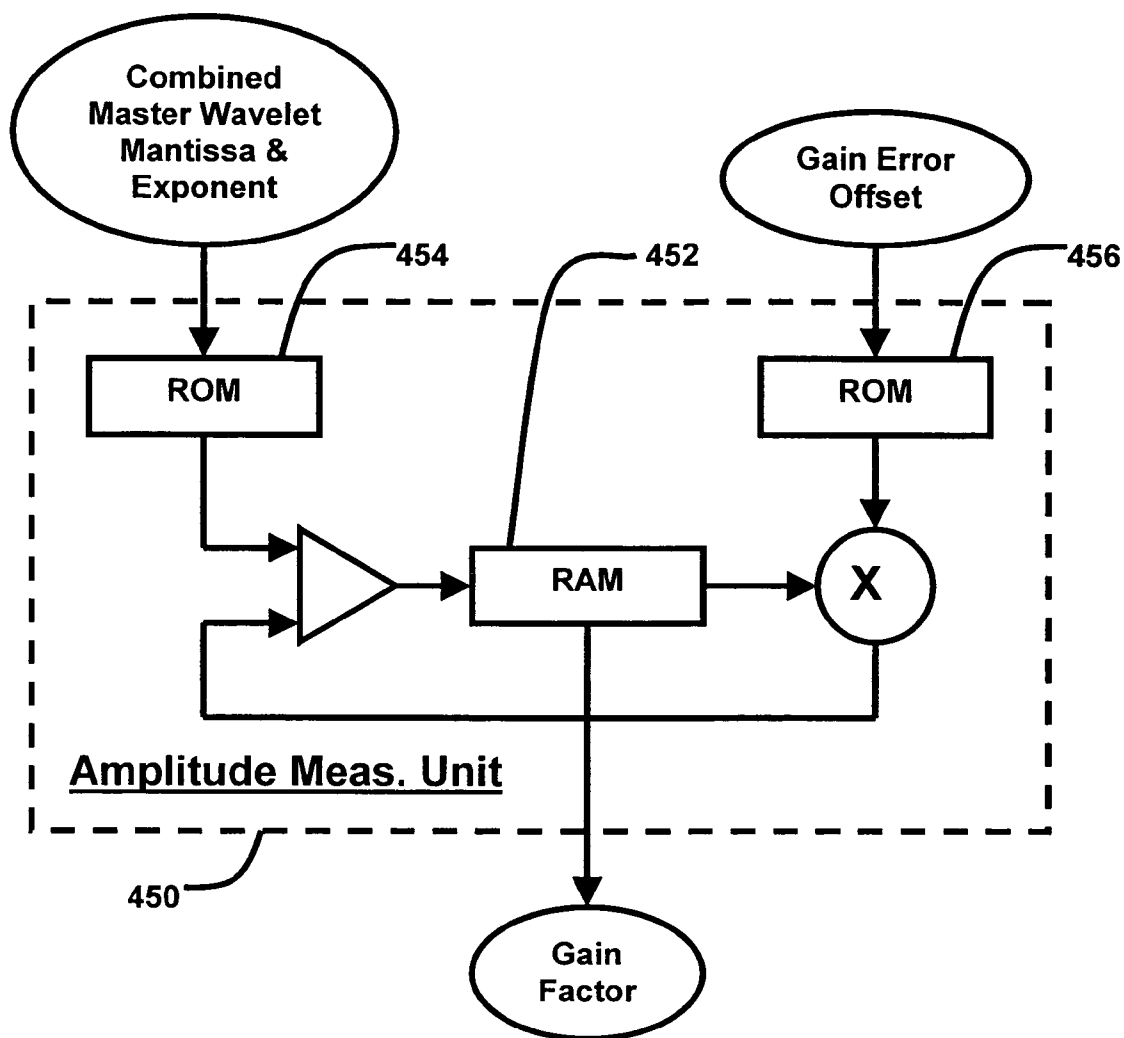 Combined
Master Wavelet
Mantissa &
Exponent
Gain Error
Offset
454
452
456
ROM
ROM
RAM
X
Amplitude Meas. Unit
450
Gain
Factor